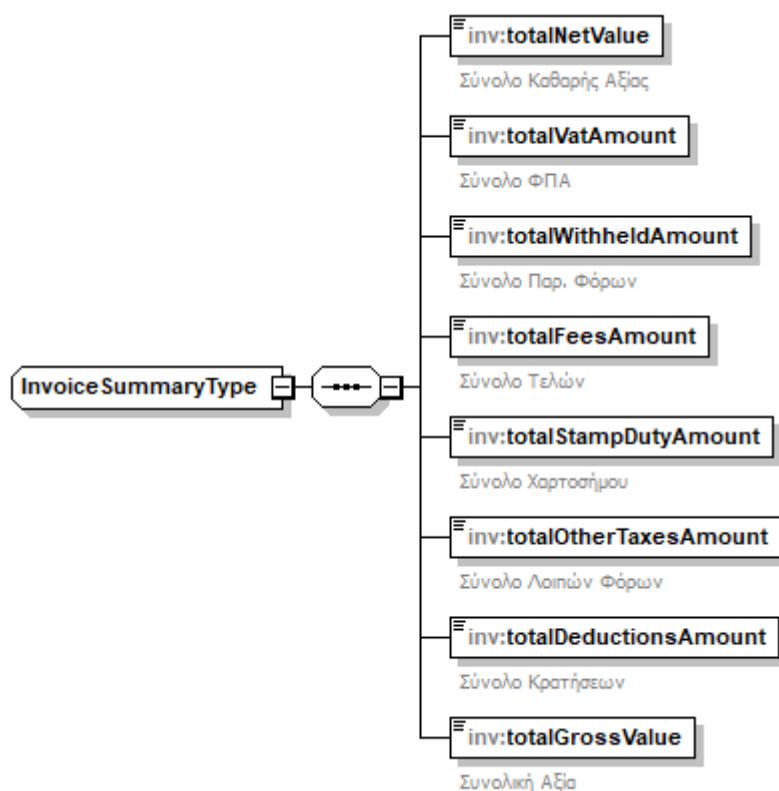 inv:totalNetValue
Σύνολο Καθαρής Αξίας
inv:totalVatAmount
Σύνολο ΦΠΑ
inv:totalWithheldAmount
Σύνολο Παρ. Φόρων
inv:totalFeesAmount
Σύνολο Τελών
InvoiceSummaryType
inv:totalStampDutyAmount
Σύνολο Χαρτοσήμου
inv:totalOtherTaxesAmount
Σύνολο Λοιπών Φόρων
inv:totalDeductionsAmount
Σύνολο Κρατήσεων
inv:totalGrossValue
Συνολική Αξία